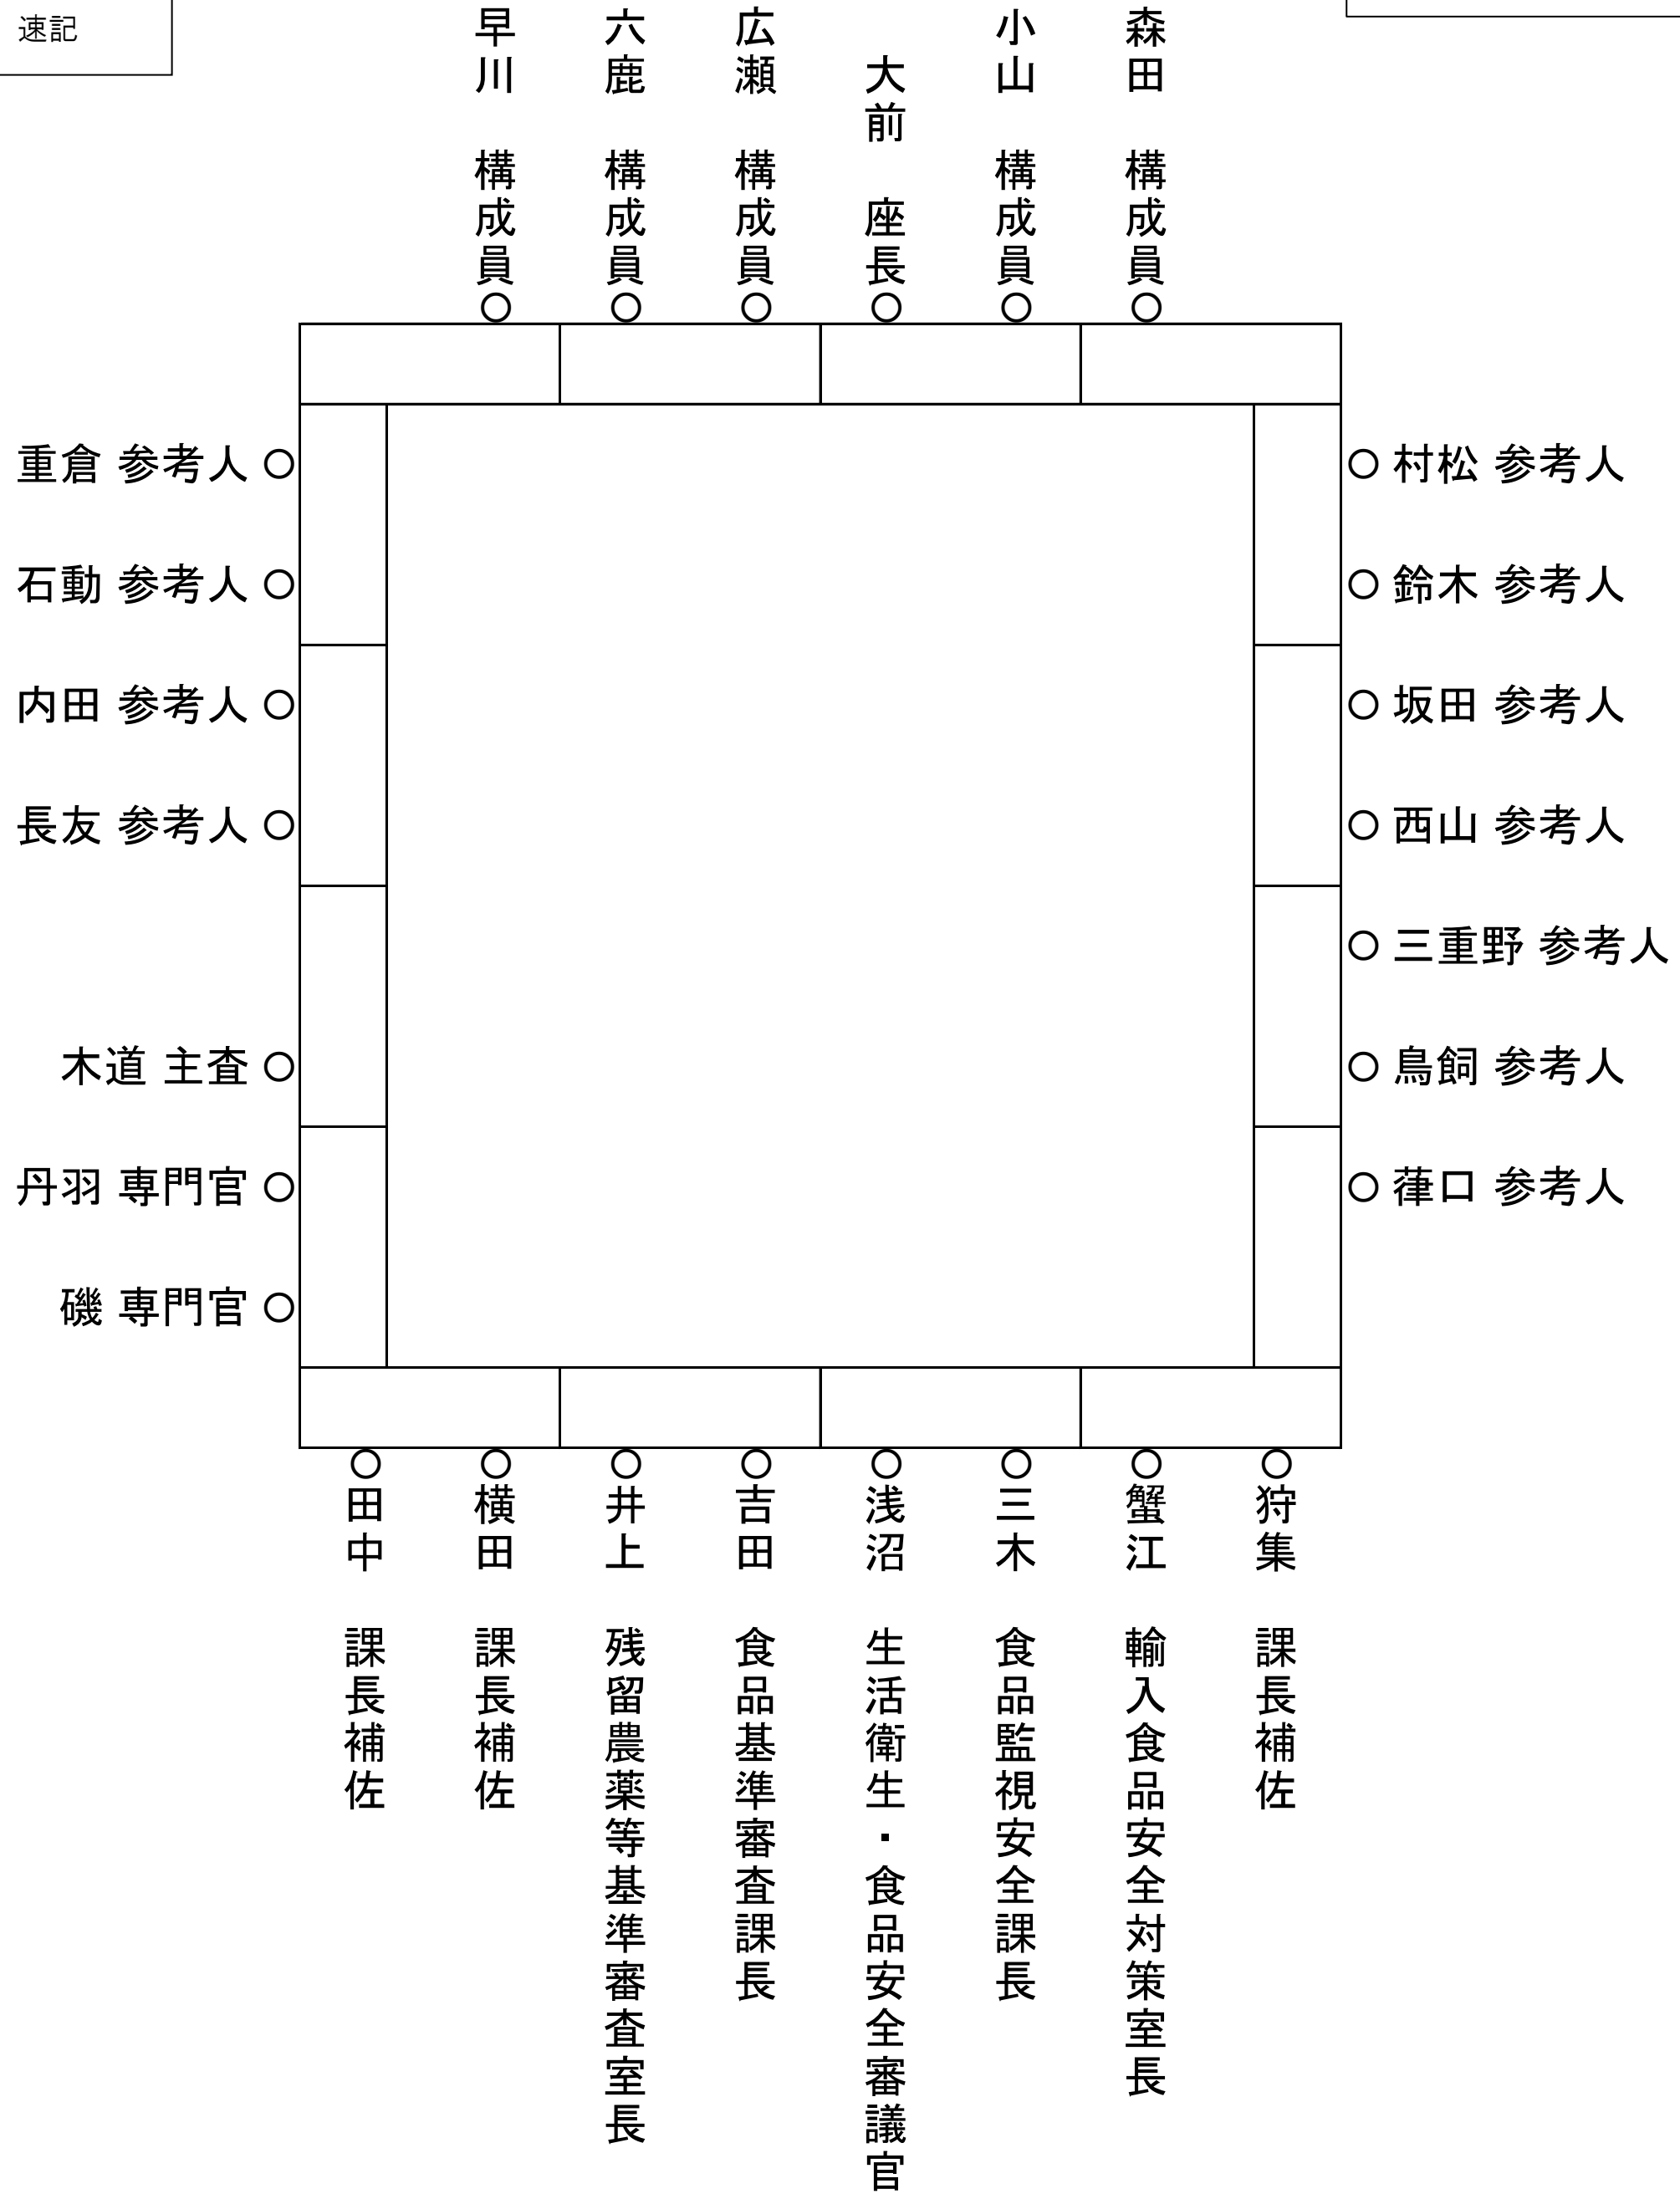 速記
早川　構成員○
六鹿　構成員○
広瀬　構成員○
大前　座長○
小山　構成員○
森田　構成員○
重倉 参考人 ○
石動 参考人 ○
内田 参考人 ○
長友 参考人 ○
木道 主査 ○
丹羽 専門官 ○
磯 専門官 ○
○ 村松 参考人
○ 鈴木 参考人
○ 坂田 参考人
○ 西山 参考人
○ 三重野 参考人
○ 鳥飼 参考人
○ 葎口 参考人
○田中　課長補佐
○横田　課長補佐
○井上　残留農薬等基準審査室長
○吉田　食品基準審査課長
○浅沼　生活衛生・食品安全審議官
○三木　食品監視安全課長
○蟹江　輸入食品安全対策室長
○狩集　課長補佐